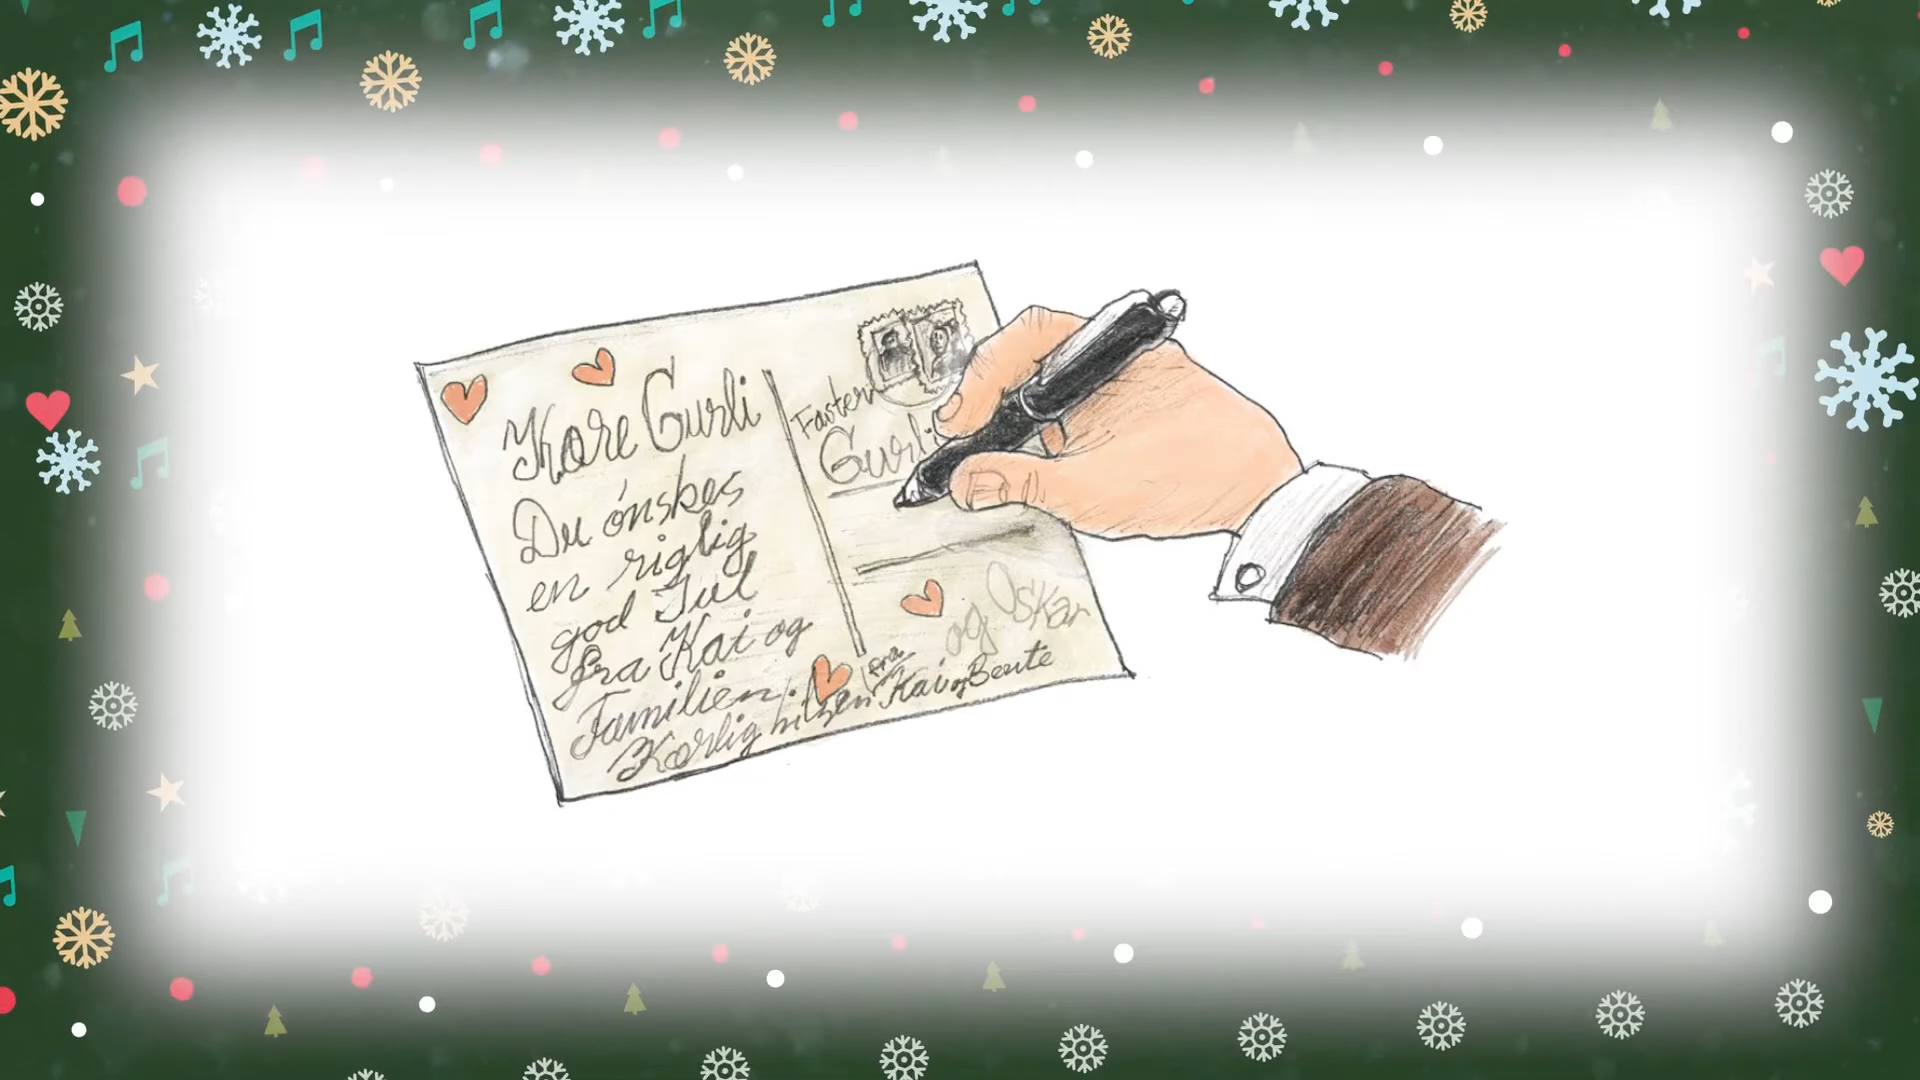 Kære Gurli
Du ønskes
en rigtig
god Jul
fra Kai og
Familien.
Kærlig hilsen
fra
Kai og Bente
og Oskar
Faster
Gurli